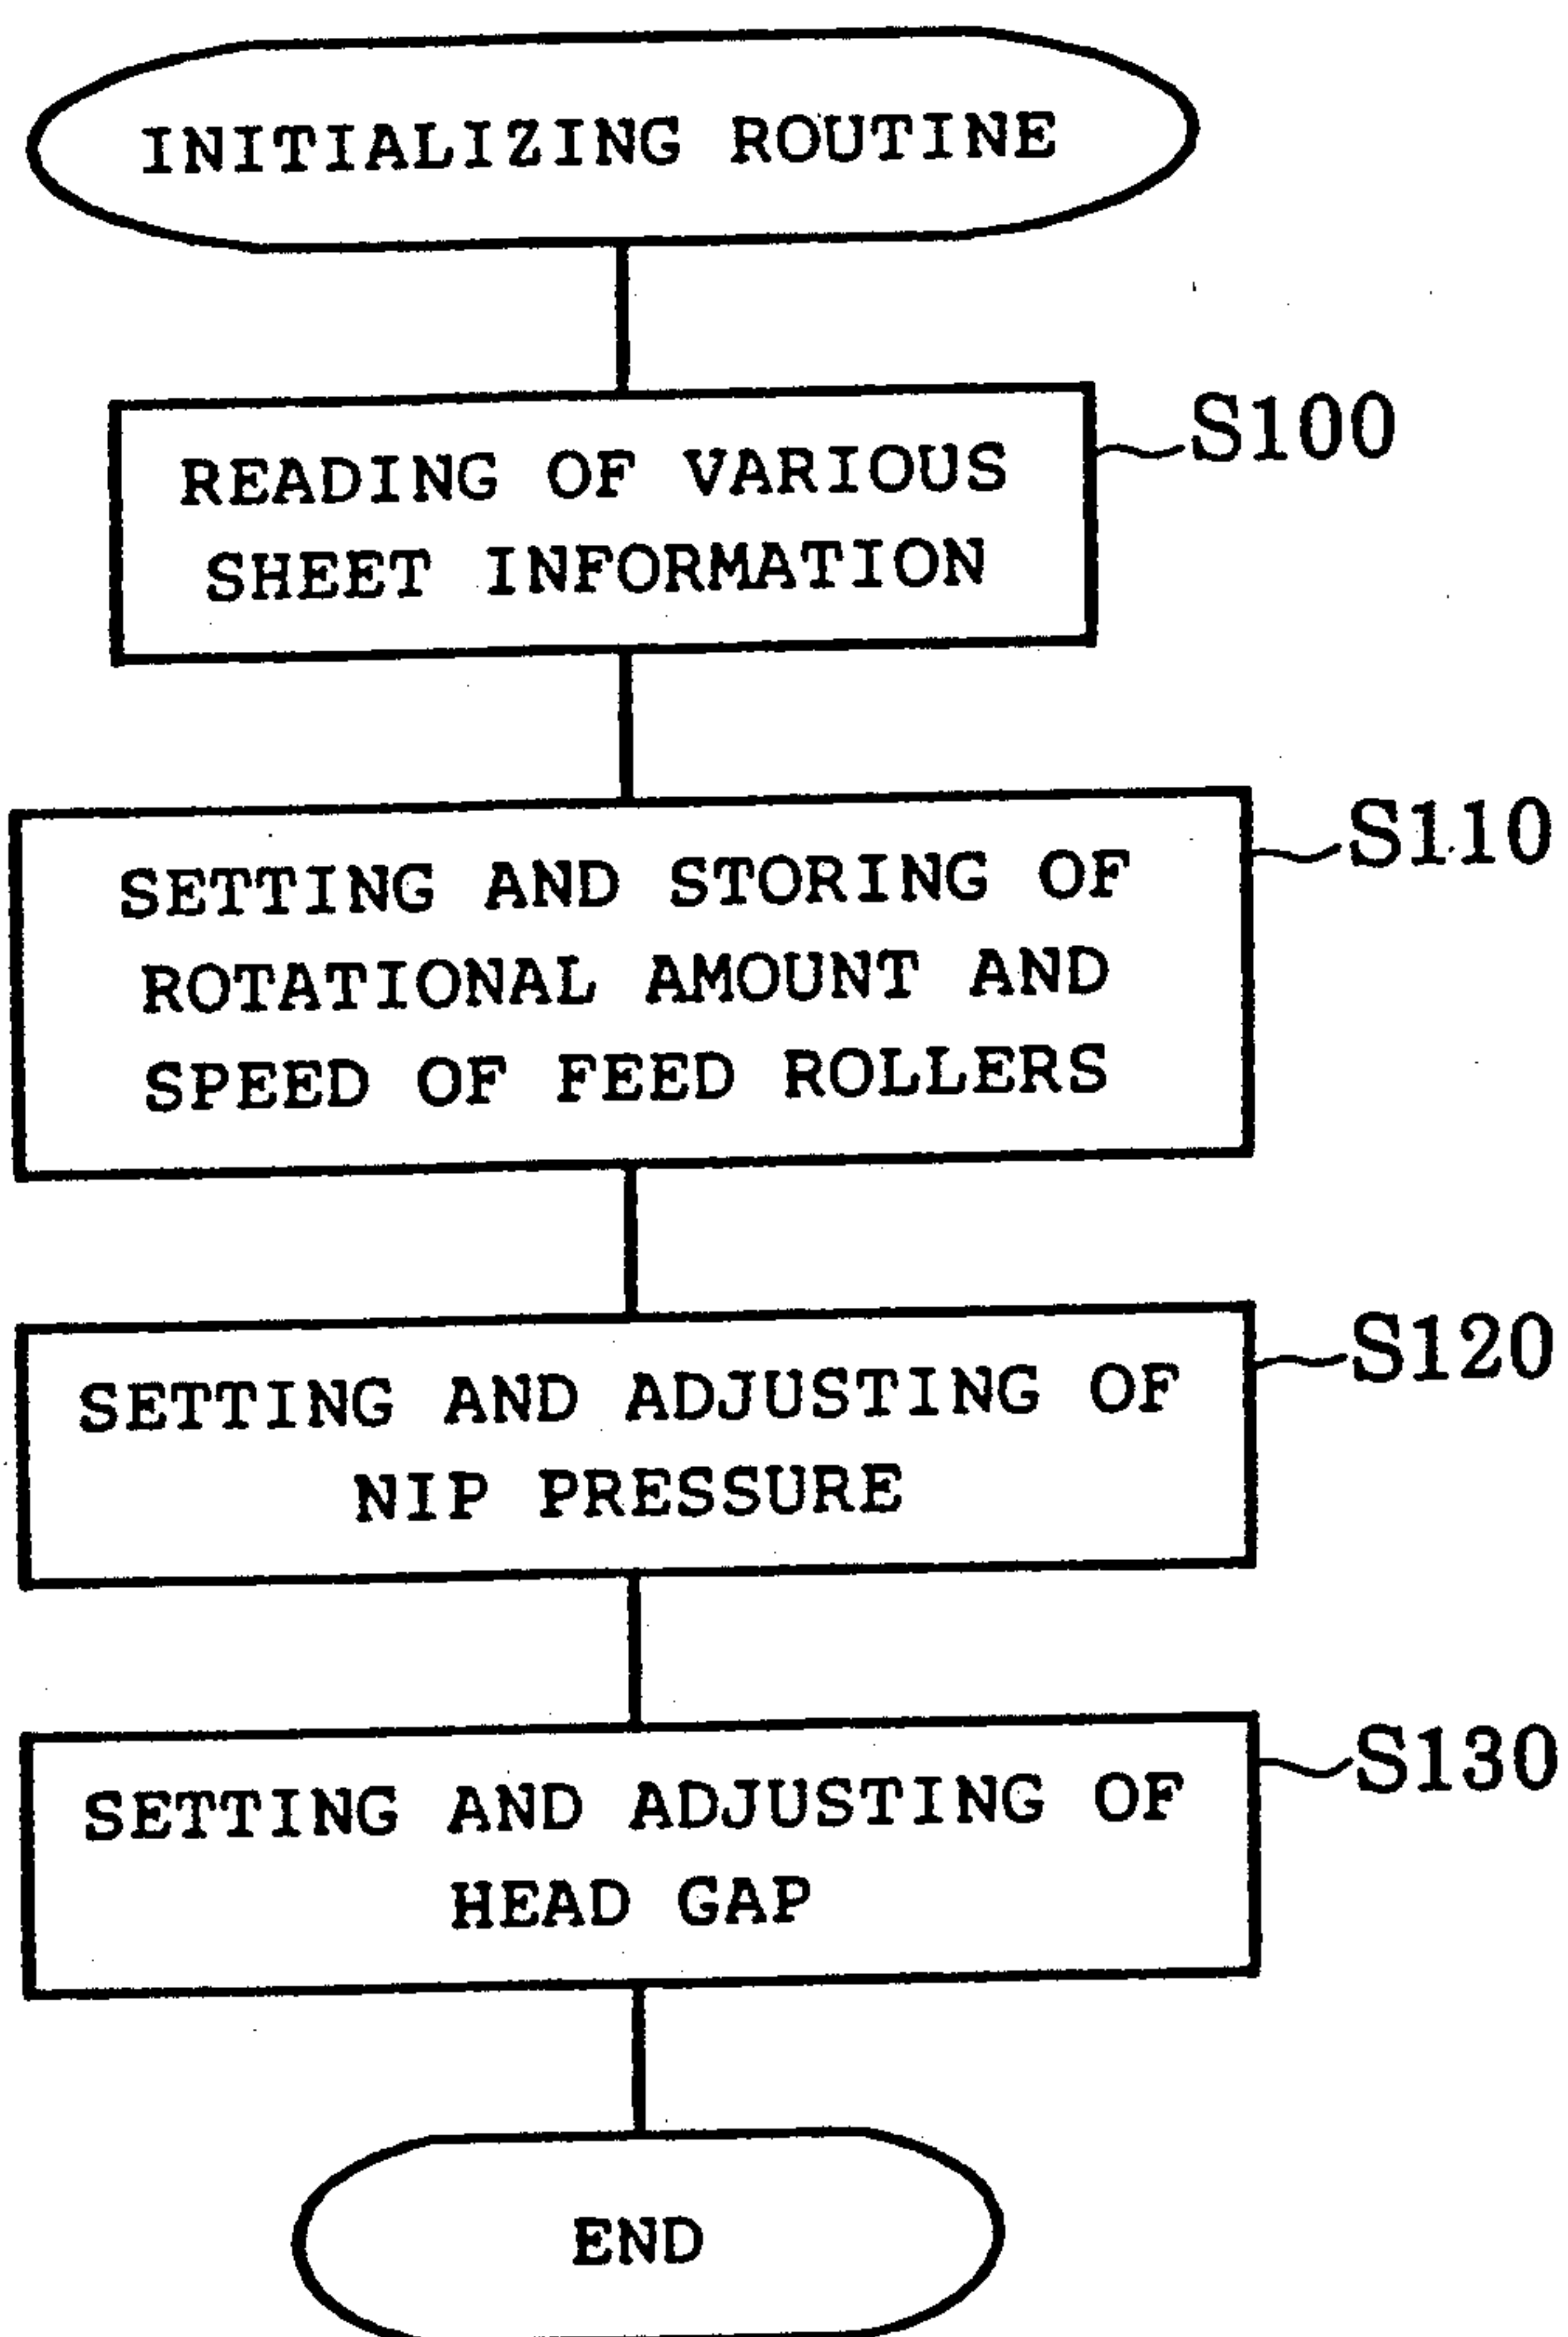 INITIALIZING ROUTINE
READING OF VARIOUS
SHEET INFORMATION
S100
SETTING AND STORING OF
ROTATIONAL AMOUNT AND
SPEED OF FEED ROLLERS
S110
SETTING AND ADJUSTING OF
NIP PRESSURE
S120
SETTING AND ADJUSTING OF
HEAD GAP
S130
END